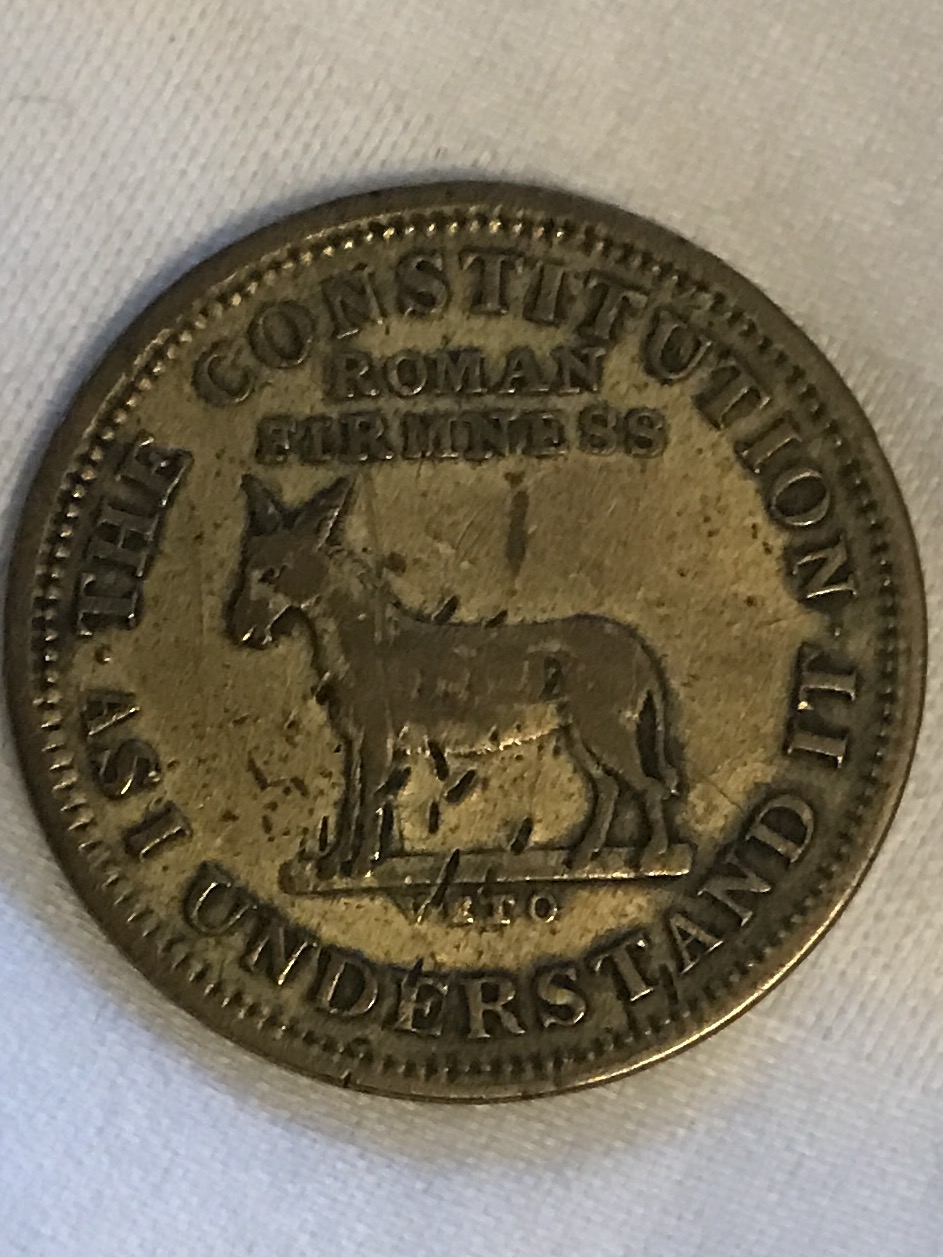 THE CONSTITUTION
AS I UNDERSTAND IT
ROMAN
FIRMNESS
VETO